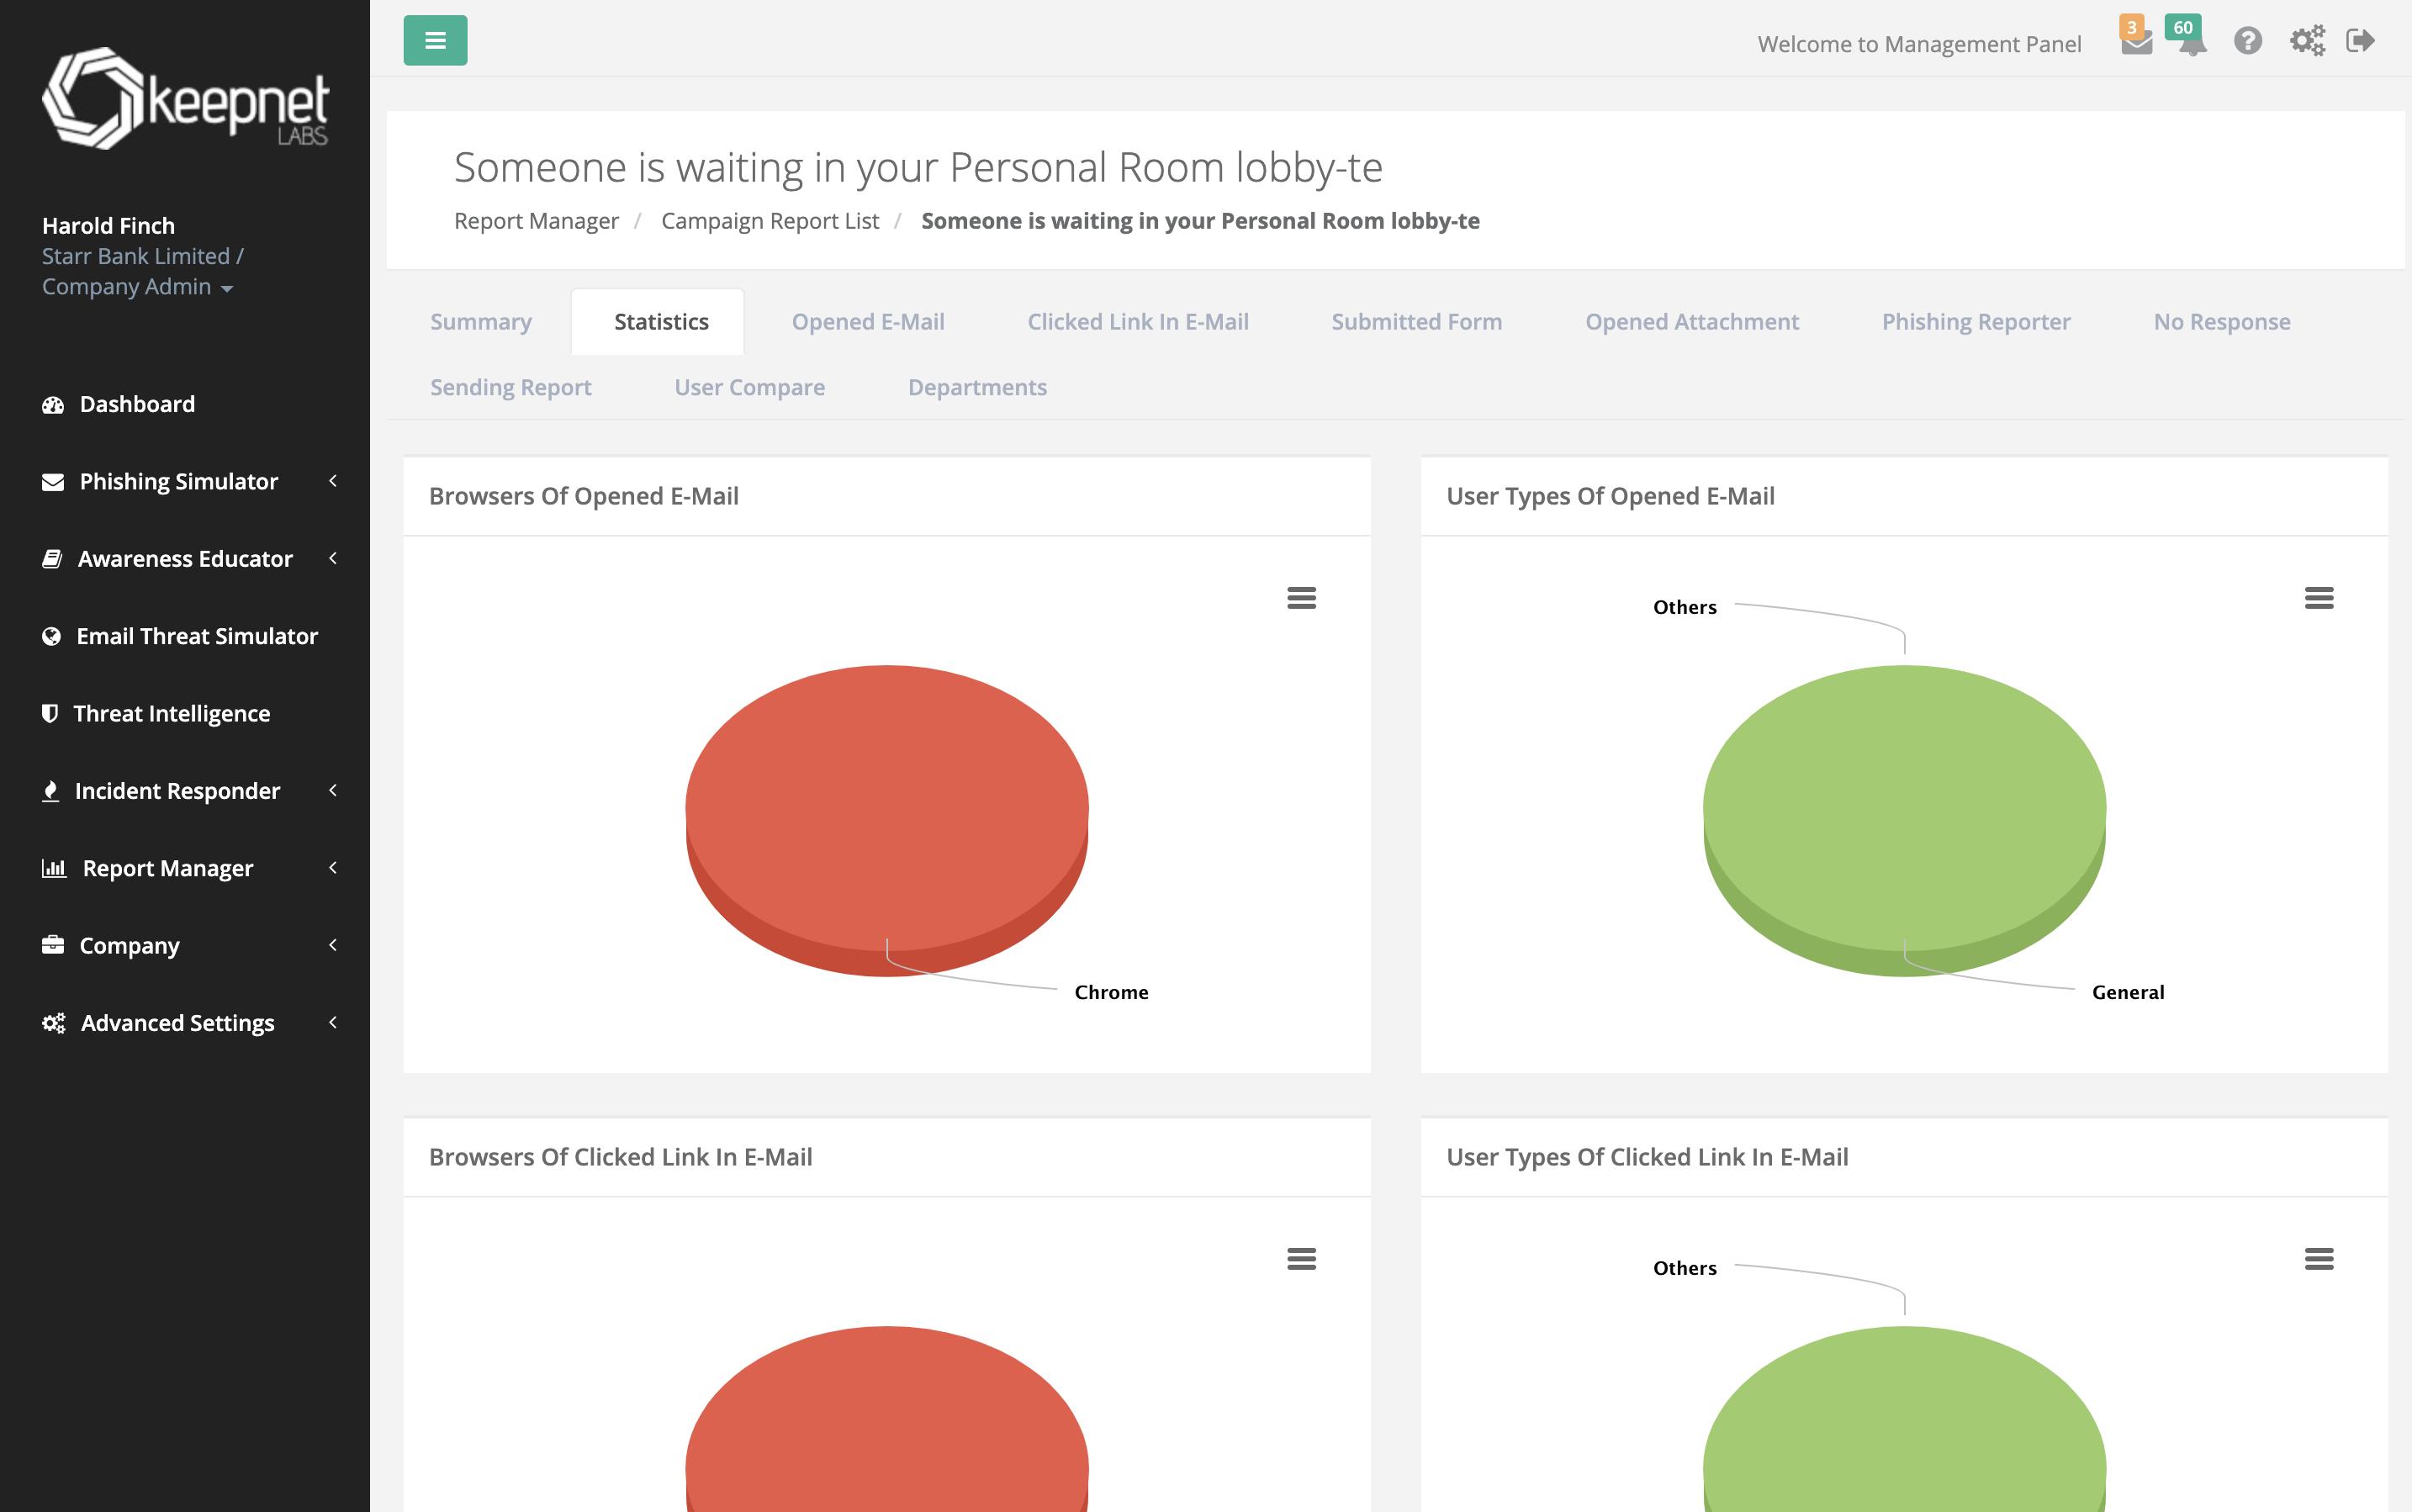 keepnet
LABS
Harold Finch
Starr Bank Limited /
Company Admin
Dashboard
Phishing Simulator
Awareness Educator
Email Threat Simulator
Threat Intelligence
Incident Responder
Report Manager
Company
Advanced Settings
Welcome to Management Panel
3
60
Someone is waiting in your Personal Room lobby-te
Report Manager / Campaign Report List / Someone is waiting in your Personal Room lobby-te
Summary Statistics Opened E-Mail Clicked Link In E-Mail Submitted Form Opened Attachment Phishing Reporter No Response
Sending Report User Compare Departments
Browsers Of Opened E-Mail
Chrome
User Types Of Opened E-Mail
Others
General
Browsers Of Clicked Link In E-Mail
User Types Of Clicked Link In E-Mail
Others